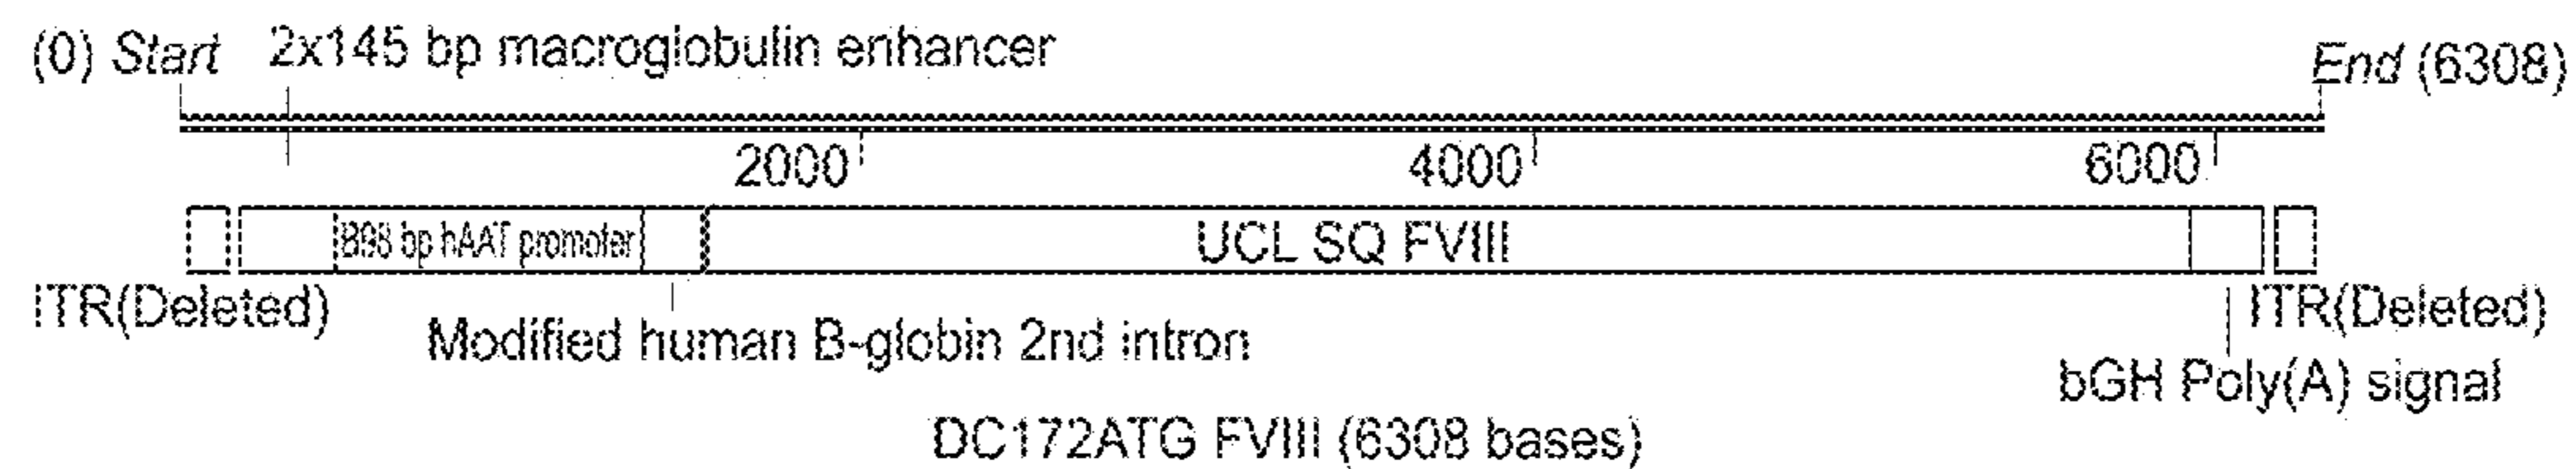 (0) Start 2x145 bp macroglobulin enhancer End (6308)
2000 4000 6000
898 bp hAAT promoter UCL SQ FVIII
ITR(Deleted) ITR(Deleted)
Modified human B-globin 2nd intron
bGH Poly(A) signal
DC172ATG FVIII (6308 bases)